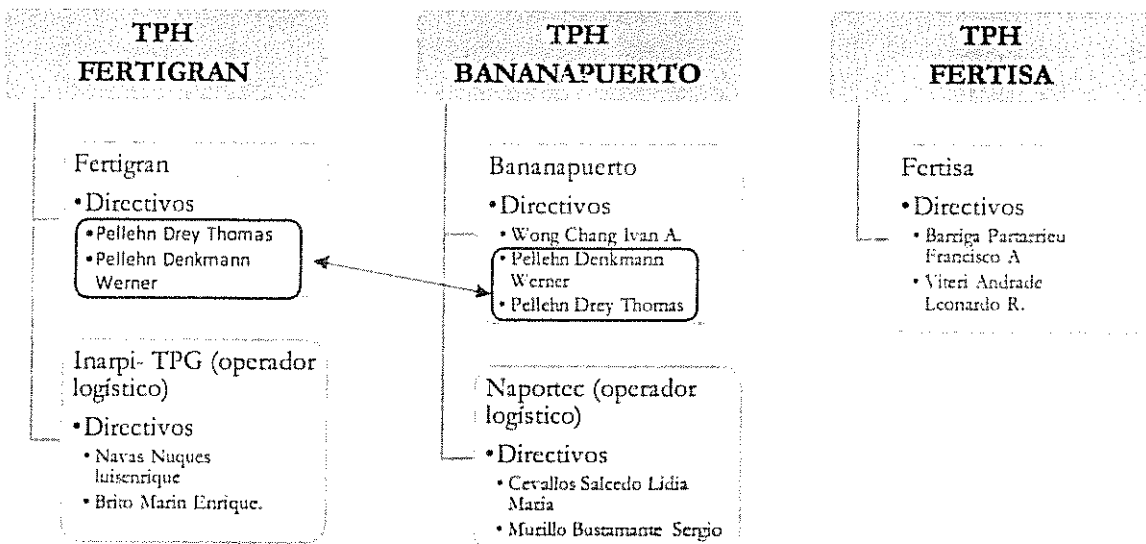 TPH
FERTIGRAN
Fertigran
•Directivos
•Pellehn Drey Thomas
•Pellehn Denkmann
Werner
Inarpi- TPG (operador
logístico)
•Directivos
• Navas Nuques
luisenrique
• Brito Marin Enrique.
TPH
BANANAPUERTO
Bananapuerto
•Directivos
• Wong Chang Ivan A.
• Pellehn Denkmann
Werner
• Pellehn Drey Thomas
Naportec (operador
logístico)
•Directivos
• Cevallos Salcedo Lidia
Maria
• Murillo Bustamante Sergio
TPH
FERTISA
Fertisa
•Directivos
• Barriga Partarrieu
Francisco A
• Viteri Andrade
Leonardo R.